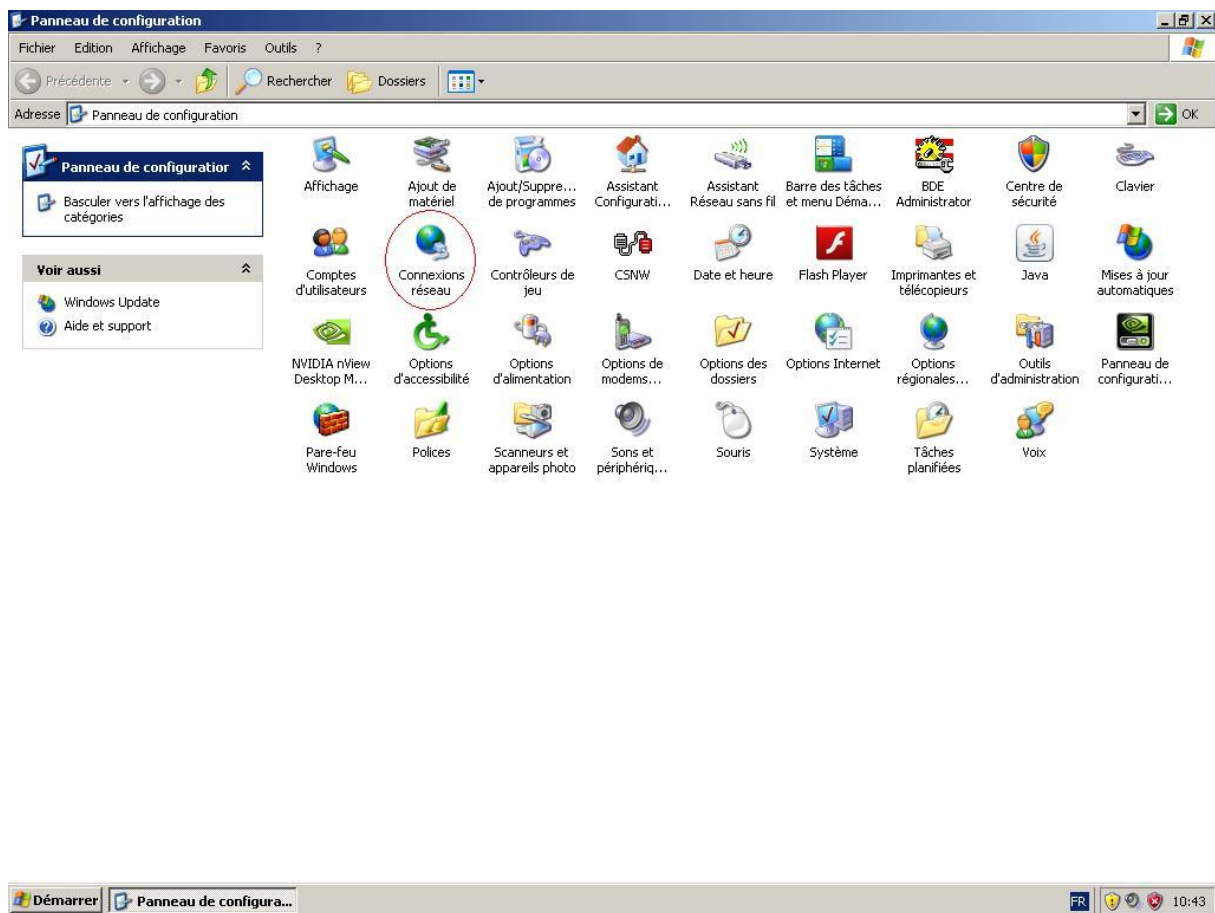 Panneau de configuration
Fichier Edition Affichage Favoris Outils ?
Précédente Rechercher Dossiers
Adresse Panneau de configuration OK
Panneau de configuration
Basculer vers l'affichage des
catégories
Voir aussi
Windows Update
Aide et support
Affichage
Ajout de
matériel
Ajout/Suppre...
de programmes
Assistant
Configurati...
Assistant
Réseau sans fil
Barre des tâches
et menu Déma...
BDE
Administrator
Centre de
sécurité
Clavier
Comptes
d'utilisateurs
Connexions
réseau
Contrôleurs de
jeu
CSNW
Date et heure
Flash Player
Imprimantes et
télécopieurs
Java
Mises à jour
automatiques
NVIDIA nView
Desktop M...
Options
d'accessibilité
Options
d'alimentation
Options de
modems...
Options des
dossiers
Options Internet
Options
régionales...
Outils
d'administration
Panneau de
configurati...
Pare-feu
Windows
Polices
Scanneurs et
appareils photo
Sons et
périphériq...
Souris
Système
Tâches
planifiées
Voix
Démarrer Panneau de configura... FR 10:43